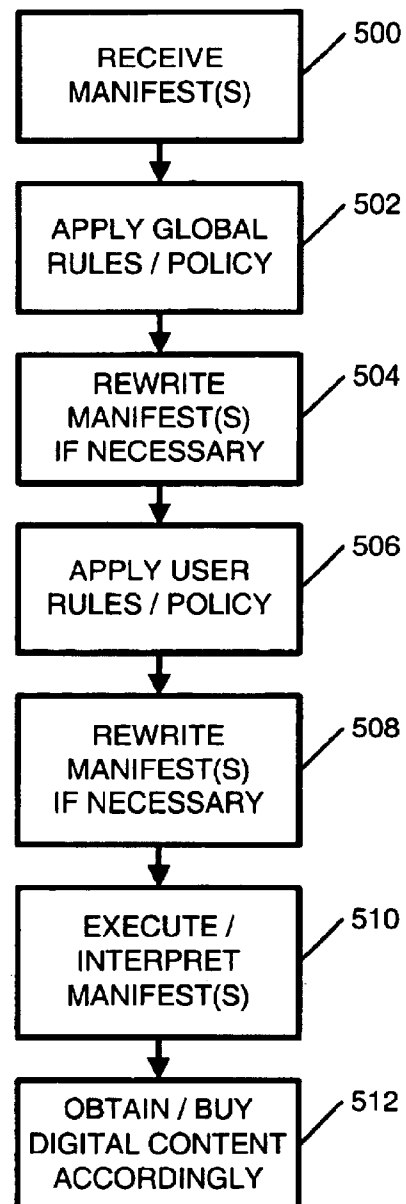 RECEIVE
MANIFEST(S)
500
APPLY GLOBAL
RULES / POLICY
502
REWRITE
MANIFEST(S)
IF NECESSARY
504
APPLY USER
RULES / POLICY
506
REWRITE
MANIFEST(S)
IF NECESSARY
508
EXECUTE /
INTERPRET
MANIFEST(S)
510
OBTAIN / BUY
DIGITAL CONTENT
ACCORDINGLY
512